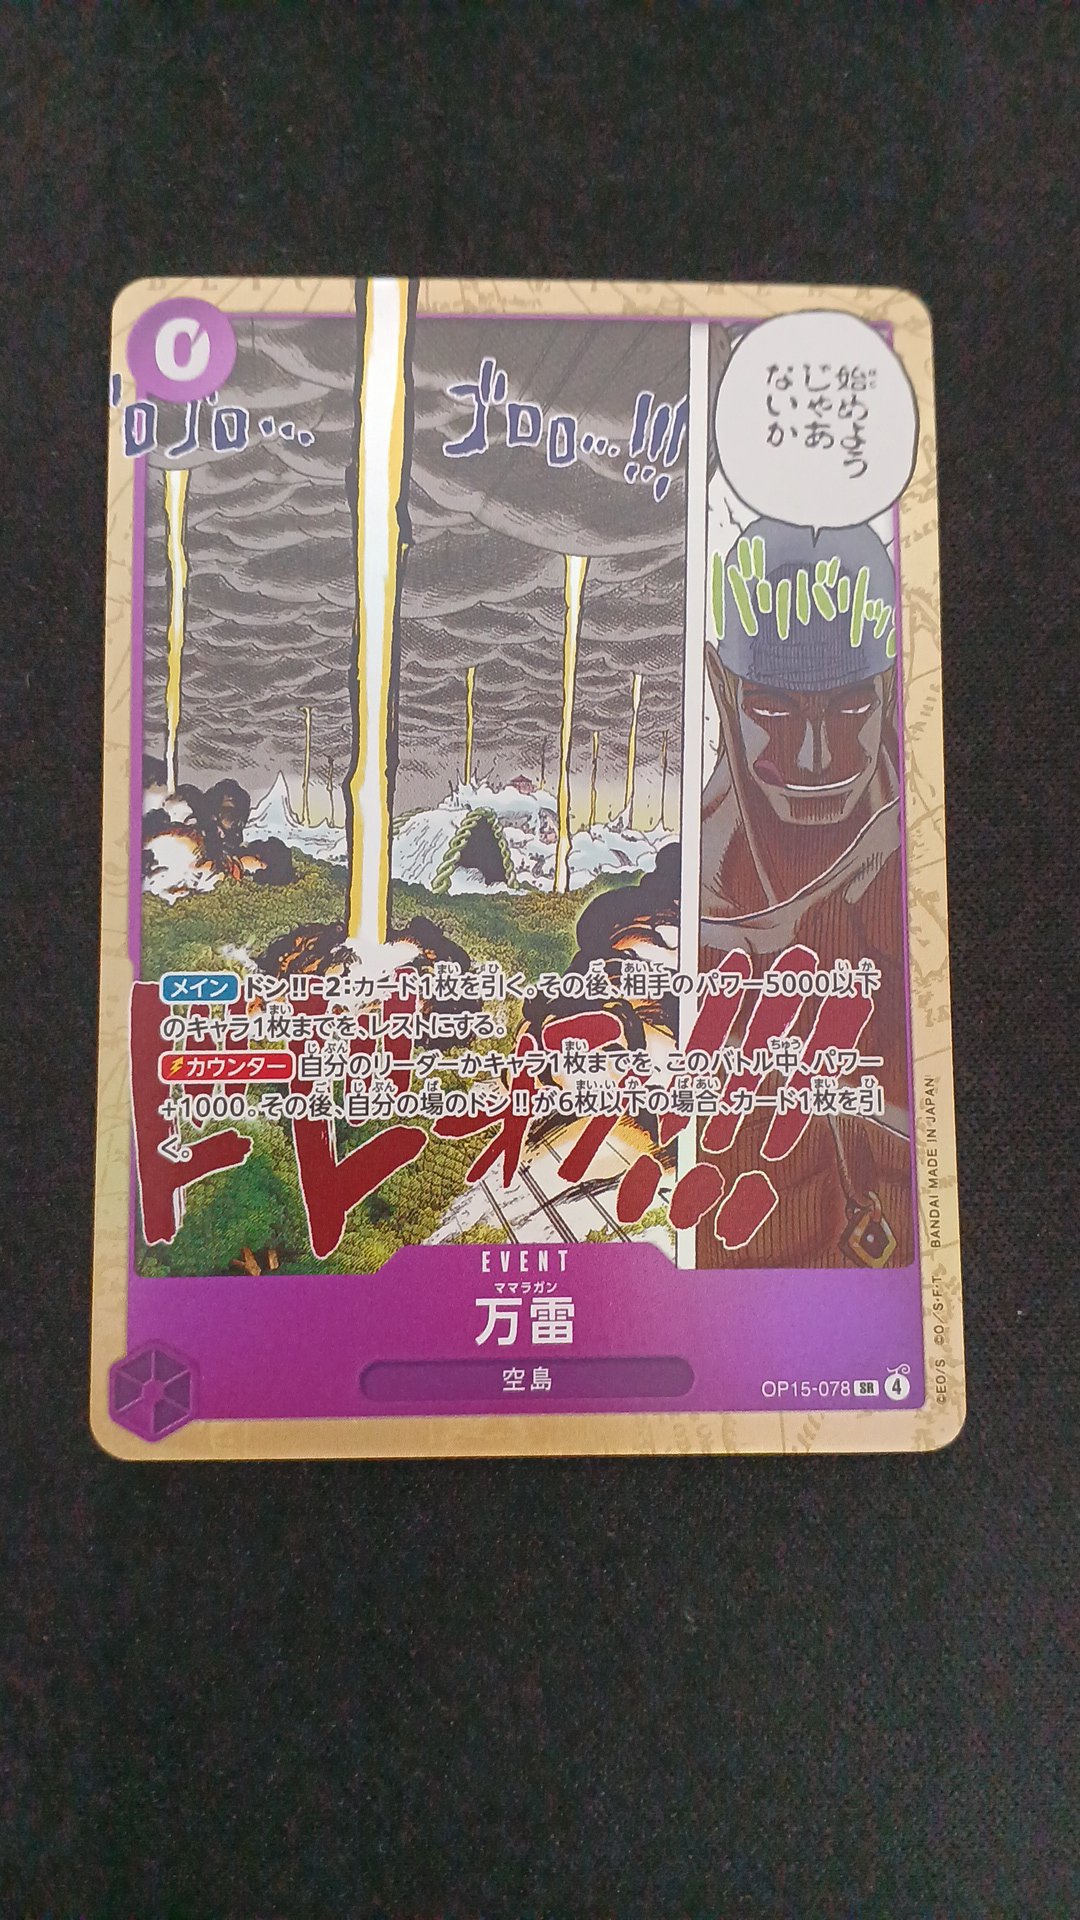 0
ゴロゴロ…
ゴロロ…!!!
始めよう
じゃあ
ないか
バリバリッ
メイン ドン!!-2:カード1枚を引く。その後、相手のパワー5000以下
のキャラ1枚までを、レストにする。
カウンター 自分のリーダーかキャラ1枚までを、このバトル中、パワー
+1000。その後、自分の場のドン!!が6枚以下の場合、カード1枚を引
く。
EVENT
ママラガン
万雷
空島
OP15-078 SR 4
©E.O/S. ©O/S・F・T BANDAI MADE IN JAPAN